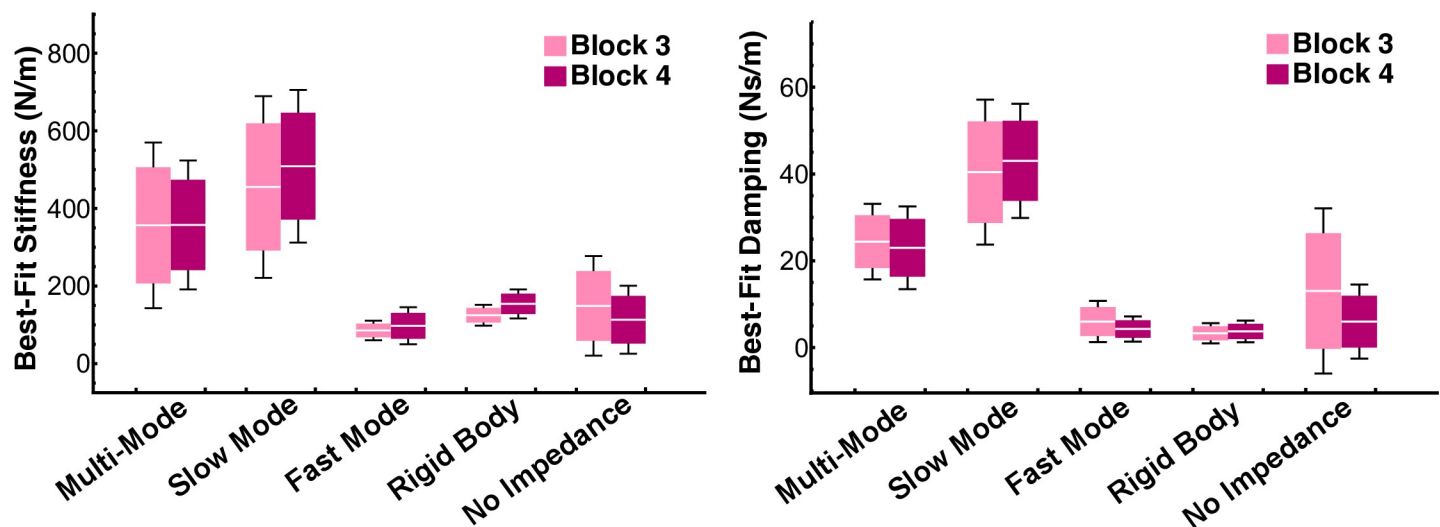 Best-Fit Stiffness (N/m)
800
600
400
200
0
Block 3
Block 4
Multi-Mode
Slow Mode
Fast Mode
Rigid Body
No Impedance
Best-Fit Damping (Ns/m)
60
40
20
0
Block 3
Block 4
Multi-Mode
Slow Mode
Fast Mode
Rigid Body
No Impedance